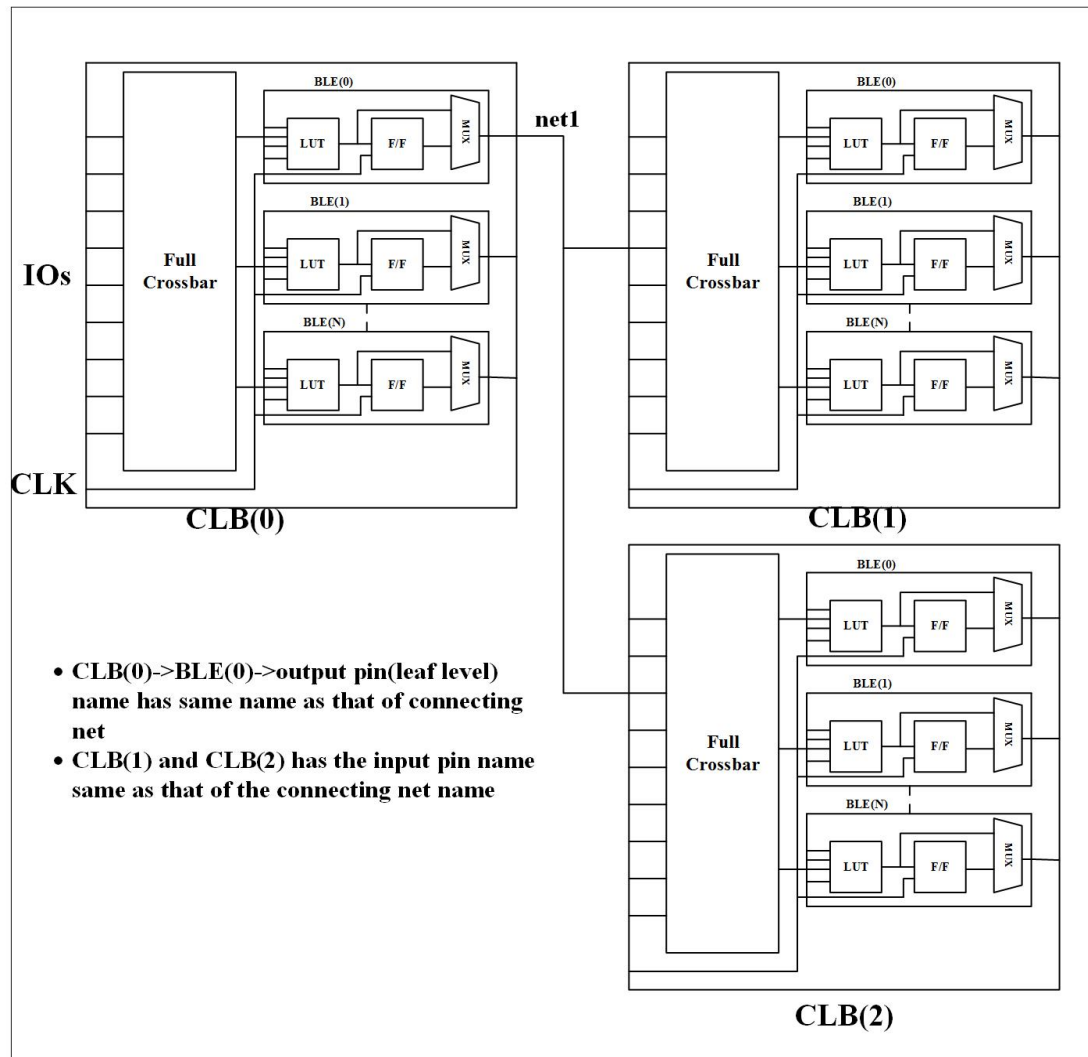 BLE(0)
LUT
F/F
MUX
BLE(1)
LUT
F/F
MUX
BLE(N)
LUT
F/F
MUX
Full
Crossbar
IOs
CLK
CLB(0)
net1
BLE(0)
LUT
F/F
MUX
BLE(1)
LUT
F/F
MUX
BLE(N)
LUT
F/F
MUX
Full
Crossbar
CLB(1)
BLE(0)
LUT
F/F
MUX
BLE(1)
LUT
F/F
MUX
BLE(N)
LUT
F/F
MUX
Full
Crossbar
CLB(2)
• CLB(0)->BLE(0)->output pin(leaf level)
name has same name as that of connecting
net
• CLB(1) and CLB(2) has the input pin name
same as that of the connecting net name